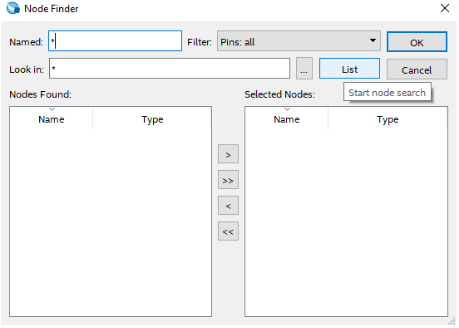 Node Finder
Named: * Filter: Pins: all OK
Look in: * ... List Cancel
Start node search
Nodes Found: Selected Nodes:
Name Type Name Type
>
>>
<
<<